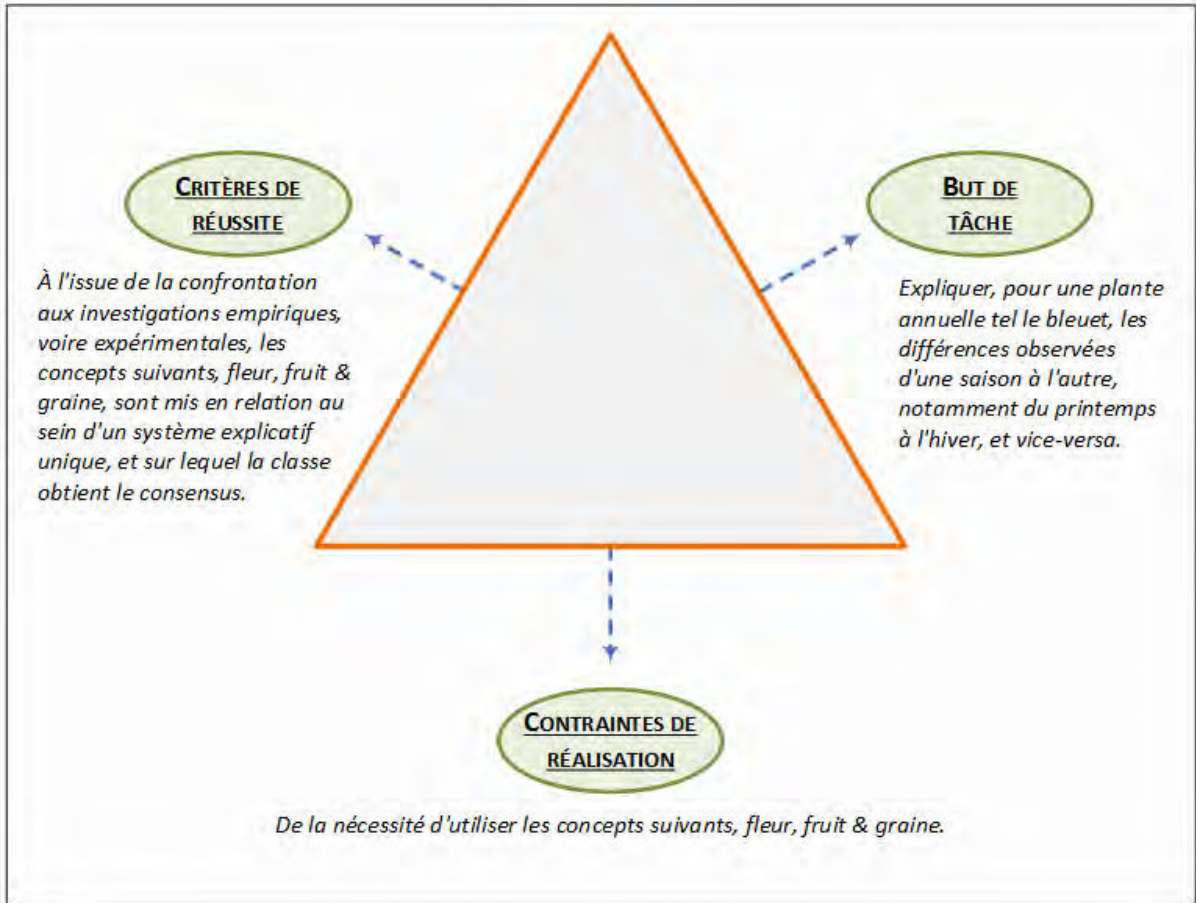 CRITÈRES DE
RÉUSSITE
À l'issue de la confrontation
aux investigations empiriques,
voire expérimentales, les
concepts suivants, fleur, fruit &
graine, sont mis en relation au
sein d'un système explicatif
unique, et sur lequel la classe
obtient le consensus.
BUT DE
TÂCHE
Expliquer, pour une plante
annuelle tel le bleuet, les
différences observées
d'une saison à l'autre,
notamment du printemps
à l'hiver, et vice-versa.
CONTRAINTES DE
RÉALISATION
De la nécessité d'utiliser les concepts suivants, fleur, fruit & graine.